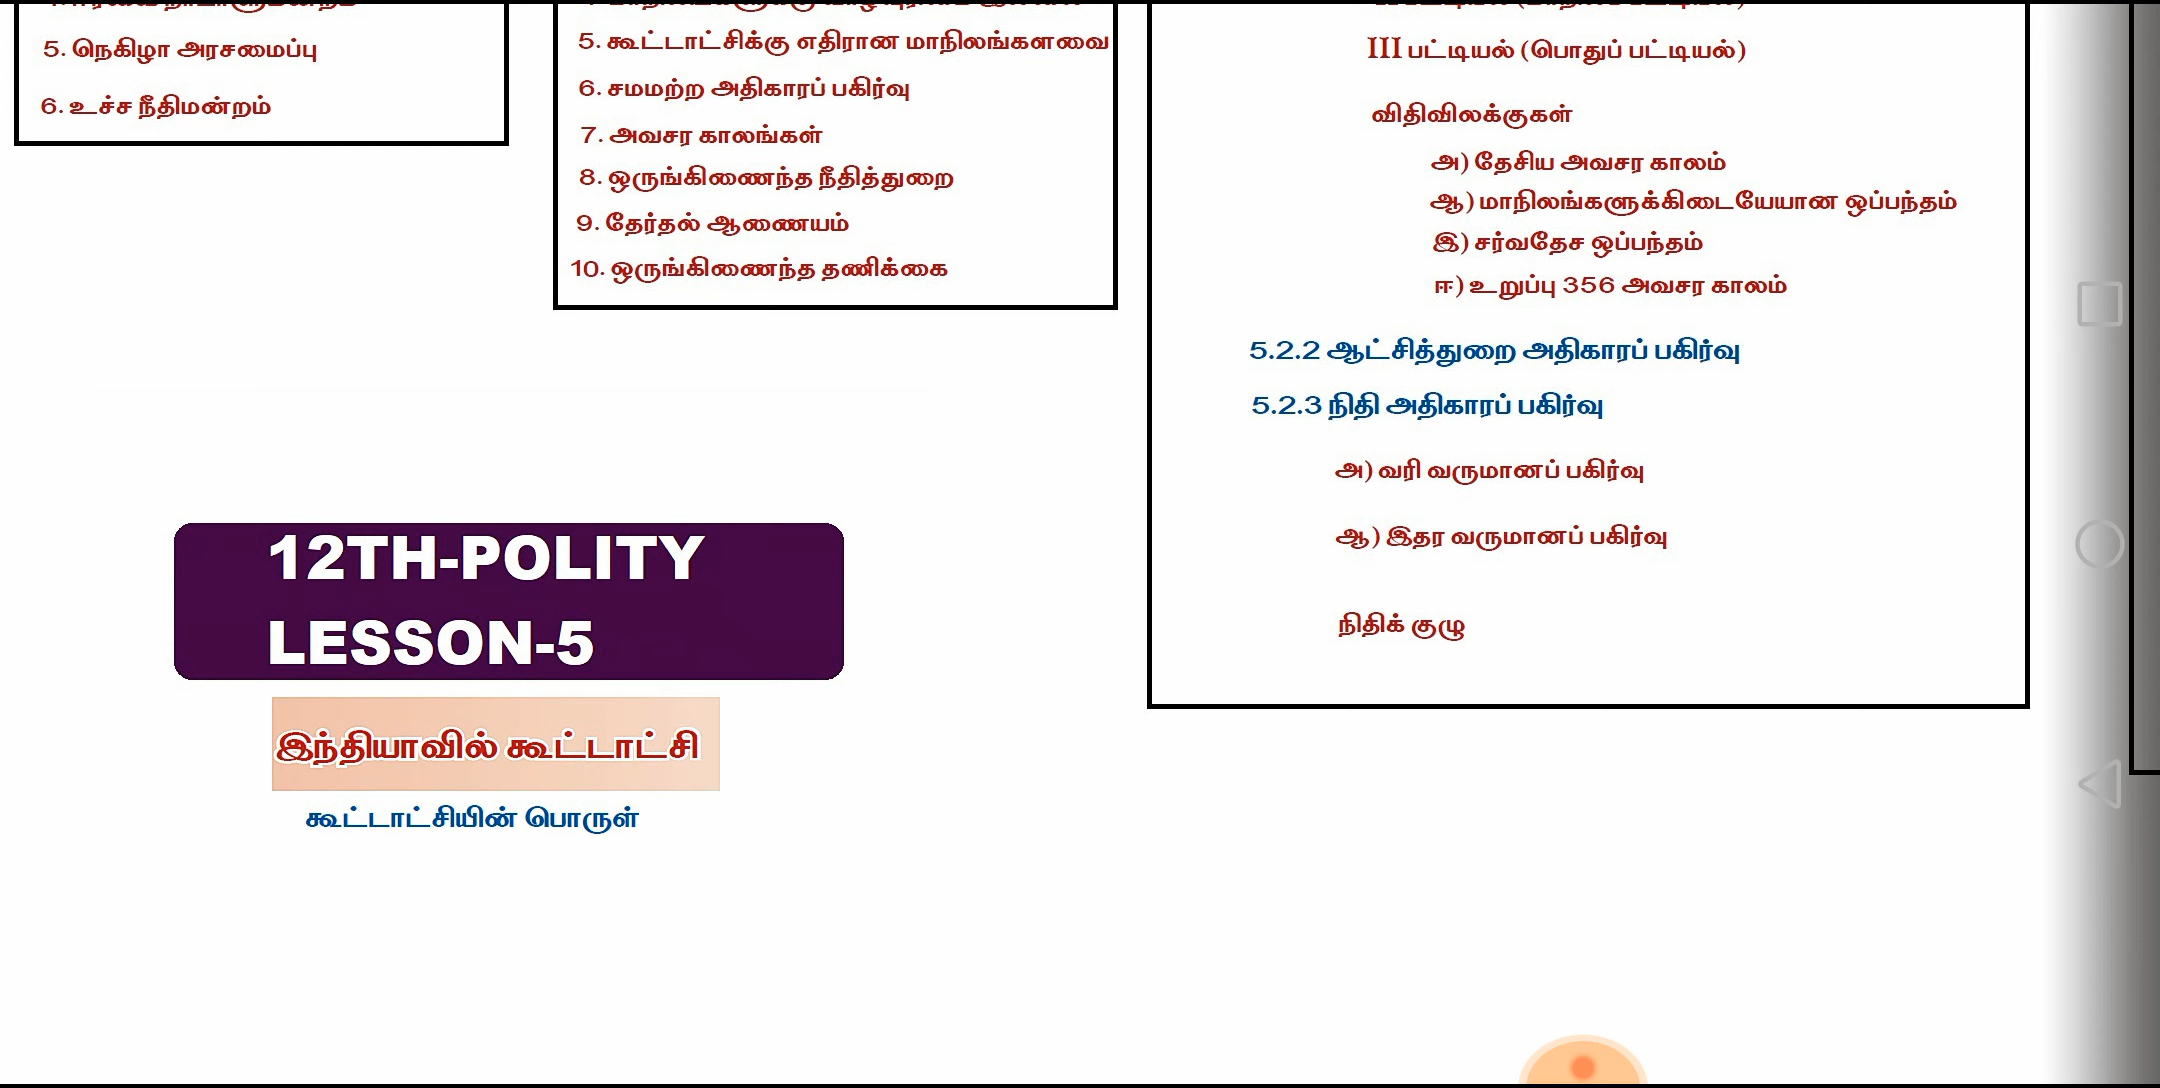 5. நெகிழா அரசமைப்பு
6. உச்ச நீதிமன்றம்
5. கூட்டாட்சிக்கு எதிரான மாநிலங்களவை
6. சமமற்ற அதிகாரப் பகிர்வு
7. அவசர காலங்கள்
8. ஒருங்கிணைந்த நீதித்துறை
9. தேர்தல் ஆணையம்
10. ஒருங்கிணைந்த தணிக்கை
III பட்டியல் (பொதுப் பட்டியல்)
விதிவிலக்குகள்
அ) தேசிய அவசர காலம்
ஆ) மாநிலங்களுக்கிடையேயான ஒப்பந்தம்
இ) சர்வதேச ஒப்பந்தம்
ஈ) உறுப்பு 356 அவசர காலம்
5.2.2 ஆட்சித்துறை அதிகாரப் பகிர்வு
5.2.3 நிதி அதிகாரப் பகிர்வு
அ) வரி வருமானப் பகிர்வு
ஆ) இதர வருமானப் பகிர்வு
நிதிக் குழு
12TH-POLITY
LESSON-5
இந்தியாவில் கூட்டாட்சி
கூட்டாட்சியின் பொருள்